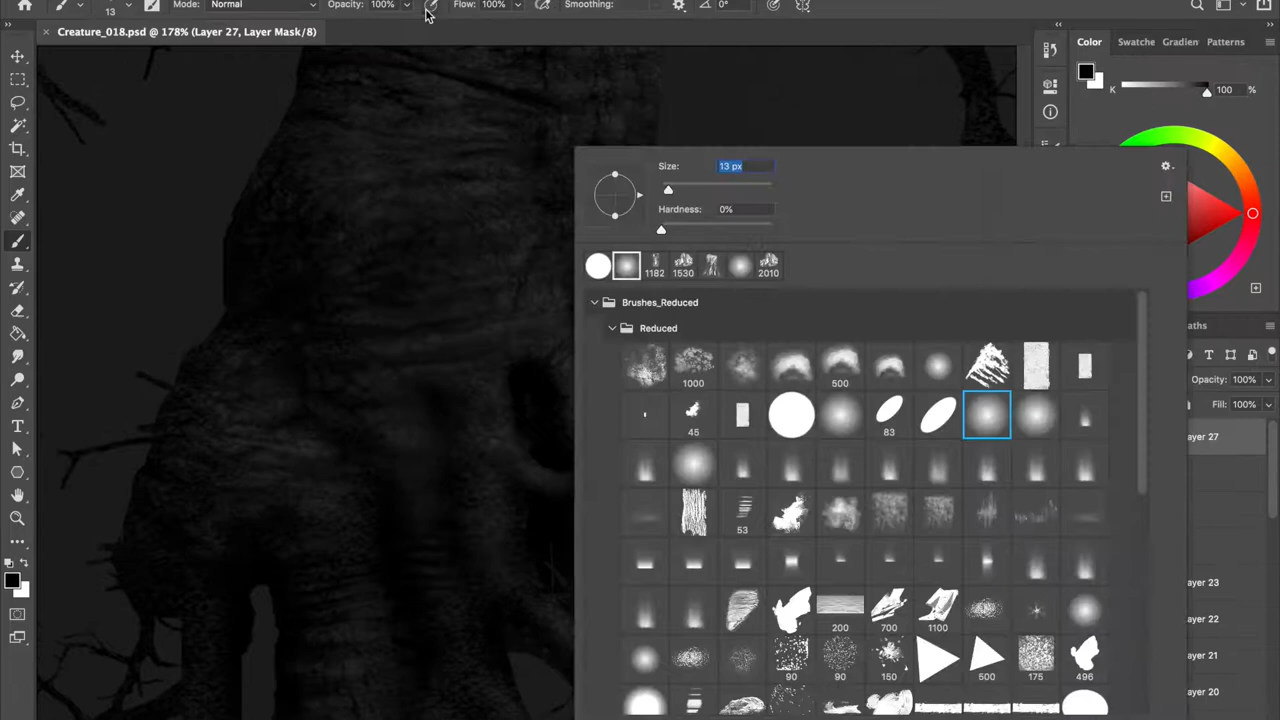 Mode: Normal Opacity: 100% Flow: 100% Smoothing: 0°
13
Creature_018.psd @ 178% (Layer 27, Layer Mask/8)
Color Swatche Gradien Patterns
K 100 %
Size: 13 px
Hardness: 0%
1182 1530 2010
Brushes_Reduced
Reduced
1000 500
45 83
53
200 700 1100
90 90 150 500 175 496
aths
Opacity: 100%
Fill: 100%
ayer 27
ayer 23
ayer 22
ayer 21
ayer 20